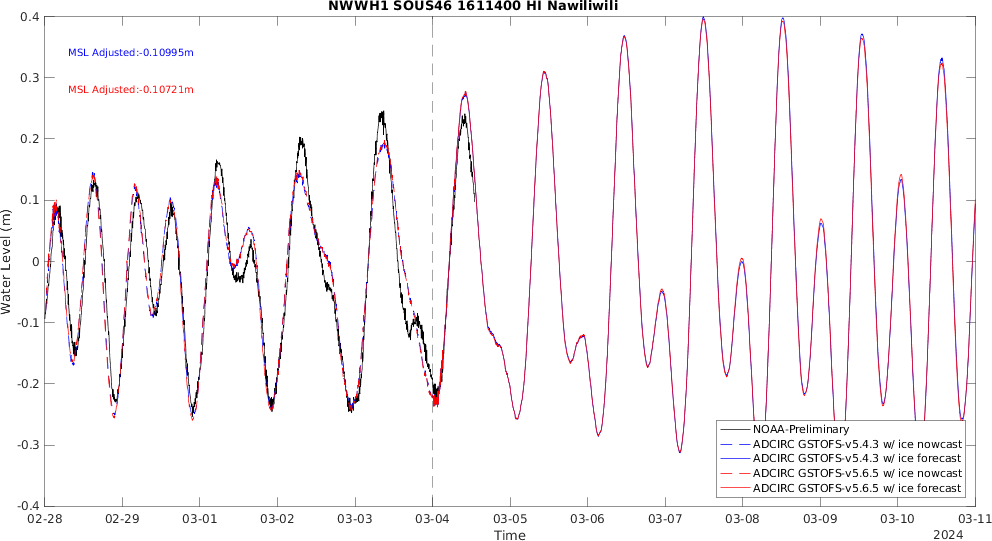 NWWH1 SOUS46 1611400 HI Nawiliwili
MSL Adjusted:-0.10995m
MSL Adjusted:-0.10721m
Water Level (m)
0.4
0.3
0.2
0.1
0
-0.1
-0.2
-0.3
-0.4
NOAA-Preliminary
ADCIRC GSTOFS-v5.4.3 w/ ice nowcast
ADCIRC GSTOFS-v5.4.3 w/ ice forecast
ADCIRC GSTOFS-v5.6.5 w/ ice nowcast
ADCIRC GSTOFS-v5.6.5 w/ ice forecast
02-28 02-29 03-01 03-02 03-03 03-04 03-05 03-06 03-07 03-08 03-09 03-10 03-11
Time
2024